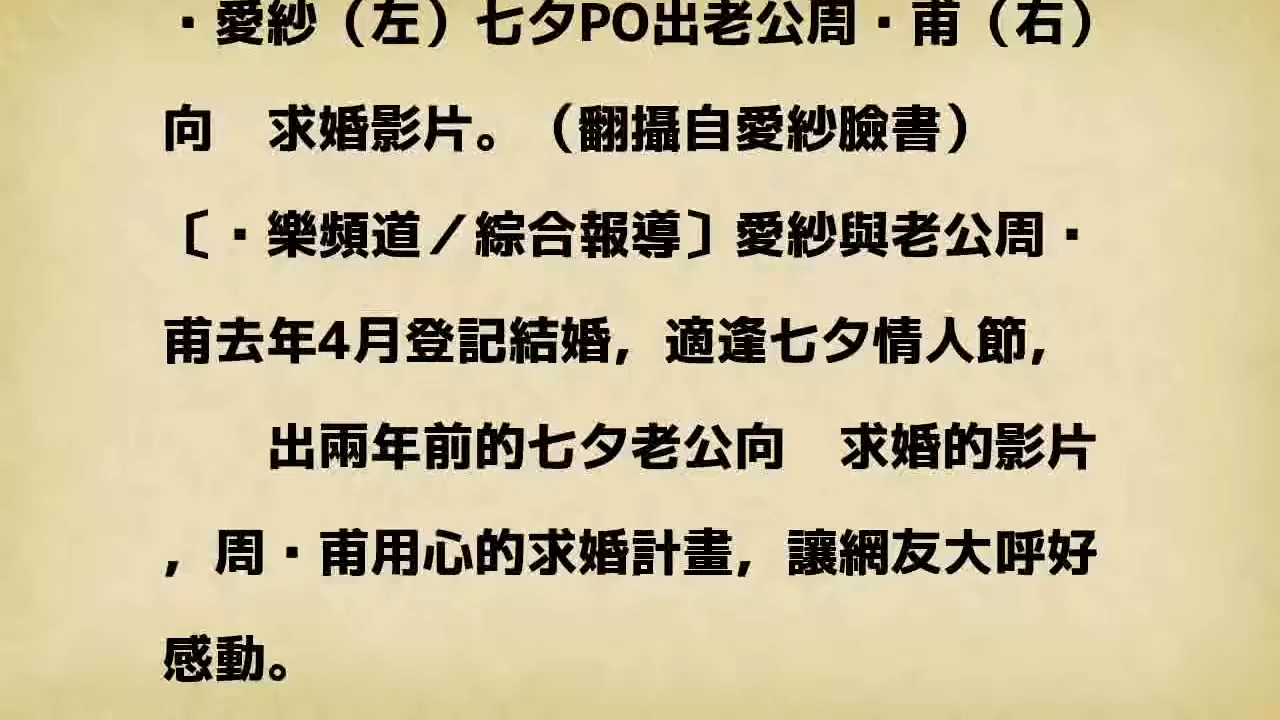 ▪愛紗（左）七夕PO出老公周▪甫（右）
向　求婚影片。（翻攝自愛紗臉書）
〔▪樂頻道／綜合報導〕愛紗與老公周▪
甫去年4月登記結婚，適逢七夕情人節，
　　出兩年前的七夕老公向　求婚的影片
，周▪甫用心的求婚計畫，讓網友大呼好
感動。